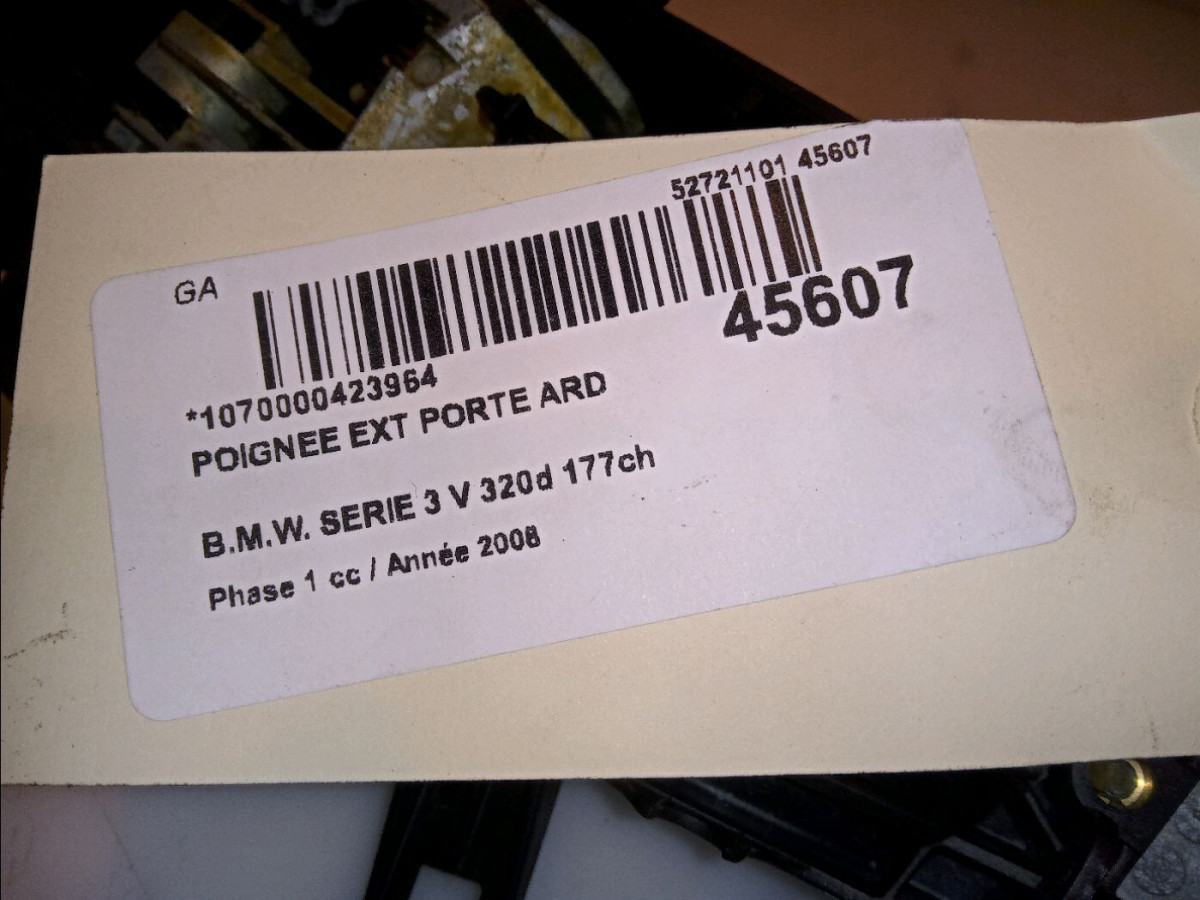 52721101 45607
GA
45607
*1070000423964
POIGNEE EXT PORTE ARD
B.M.W. SERIE 3 V 320d 177ch
Phase 1 cc / Année 2008